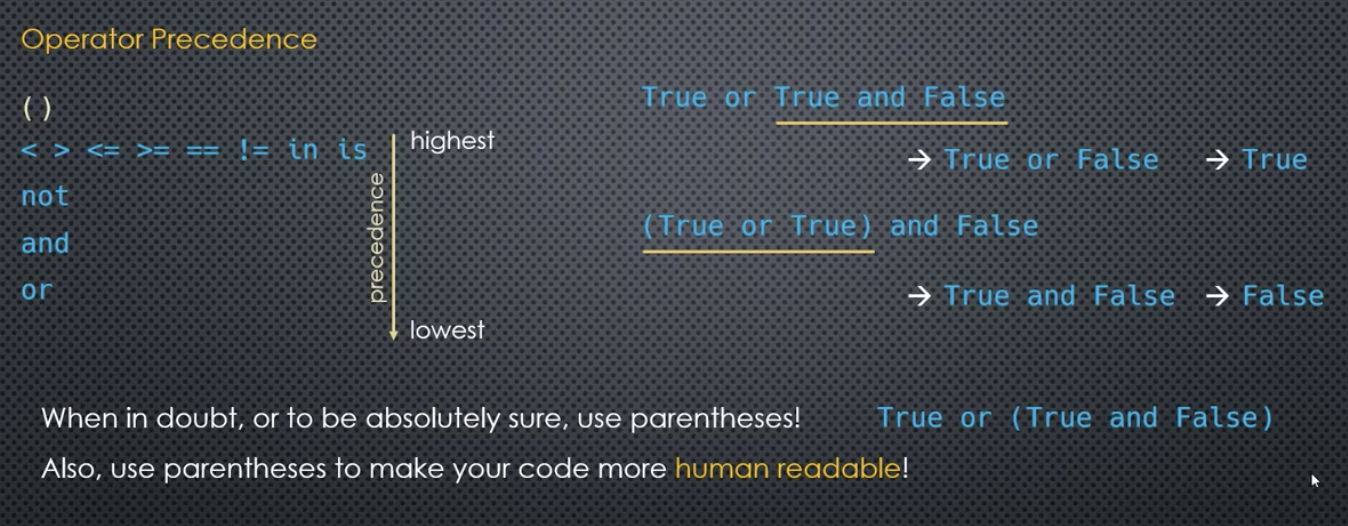 Operator Precedence
()
< > <= >= == != in is
not
and
or
highest
precedence
lowest
True or True and False
→ True or False → True
(True or True) and False
→ True and False → False
When in doubt, or to be absolutely sure, use parentheses! True or (True and False)
Also, use parentheses to make your code more human readable!